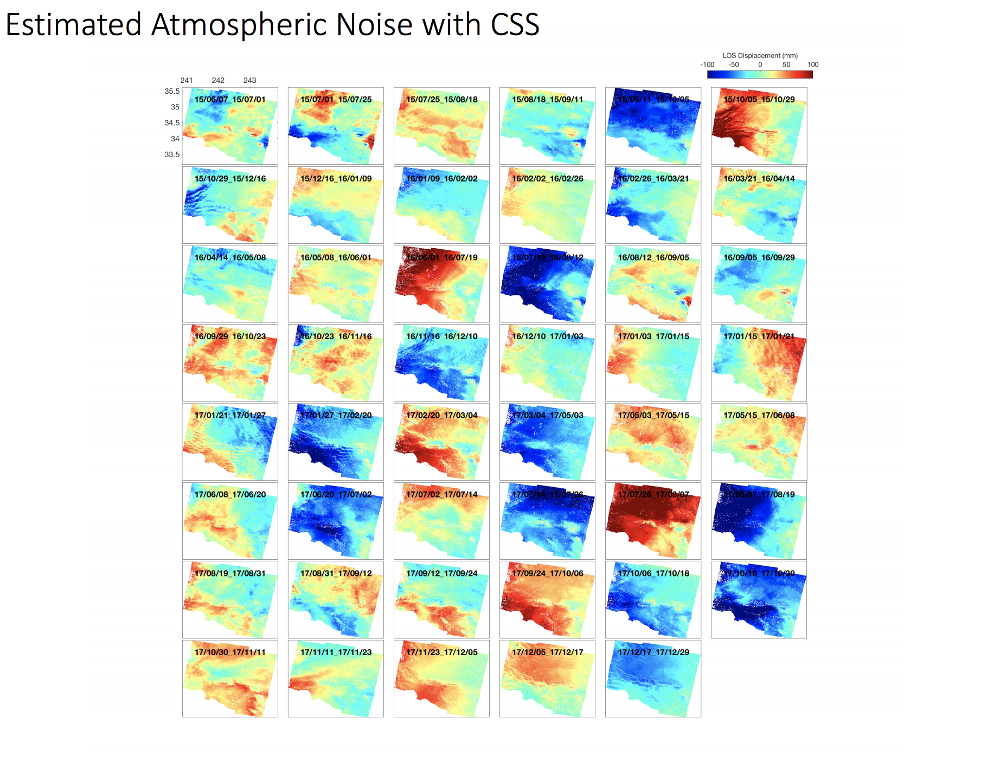 Estimated Atmospheric Noise with CSS
LOS Displacement (mm)
-100 -50 0 50 100
241 242 243
35.5
35
34.5
34
33.5
15/06/07_15/07/01 15/07/01_15/07/25 15/07/25_15/08/18 15/08/18_15/09/11 15/09/11_15/10/05 15/10/05_15/10/29
15/10/29_15/12/16 15/12/16_16/01/09 16/01/09_16/02/02 16/02/02_16/02/26 16/02/26_16/03/21 16/03/21_16/04/14
16/04/14_16/05/08 16/05/08_16/06/01 16/06/01_16/07/19 16/07/19_16/08/12 16/08/12_16/09/05 16/09/05_16/09/29
16/09/29_16/10/23 16/10/23_16/11/16 16/11/16_16/12/10 16/12/10_17/01/03 17/01/03_17/01/15 17/01/15_17/01/21
17/01/21_17/01/27 17/01/27_17/02/20 17/02/20_17/03/04 17/03/04_17/05/03 17/05/03_17/05/15 17/05/15_17/06/08
17/06/08_17/06/20 17/06/20_17/07/02 17/07/02_17/07/14 17/07/14_17/07/26 17/07/26_17/08/07 17/08/07_17/08/19
17/08/19_17/08/31 17/08/31_17/09/12 17/09/12_17/09/24 17/09/24_17/10/06 17/10/06_17/10/18 17/10/18_17/10/30
17/10/30_17/11/11 17/11/11_17/11/23 17/11/23_17/12/05 17/12/05_17/12/17 17/12/17_17/12/29